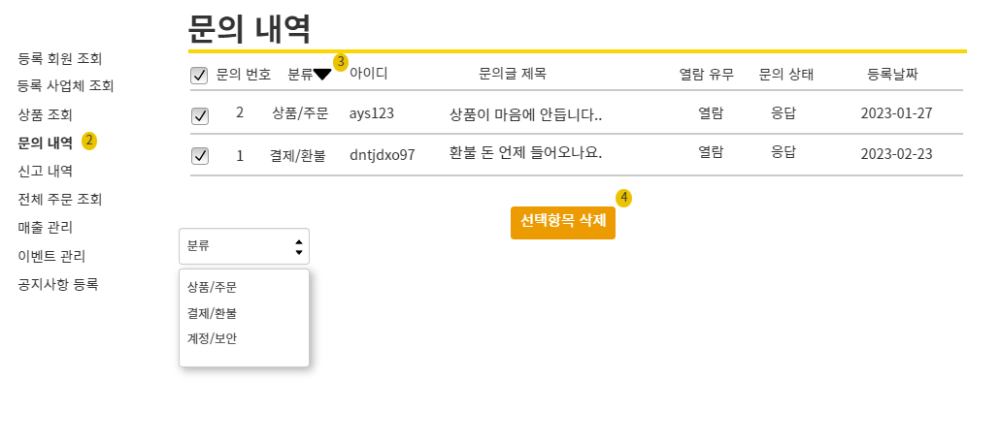 문의 내역
등록 회원 조회
등록 사업체 조회
상품 조회
문의 내역 2
신고 내역
전체 주문 조회
매출 관리
이벤트 관리
공지사항 등록
문의 번호 분류 3 아이디 문의글 제목 열람 유무 문의 상태 등록날짜
2 상품/주문 ays123 상품이 마음에 안듭니다.. 열람 응답 2023-01-27
1 결제/환불 dntjdxo97 환불 돈 언제 들어오나요. 열람 응답 2023-02-23
선택항목 삭제 4
분류
상품/주문
결제/환불
계정/보안